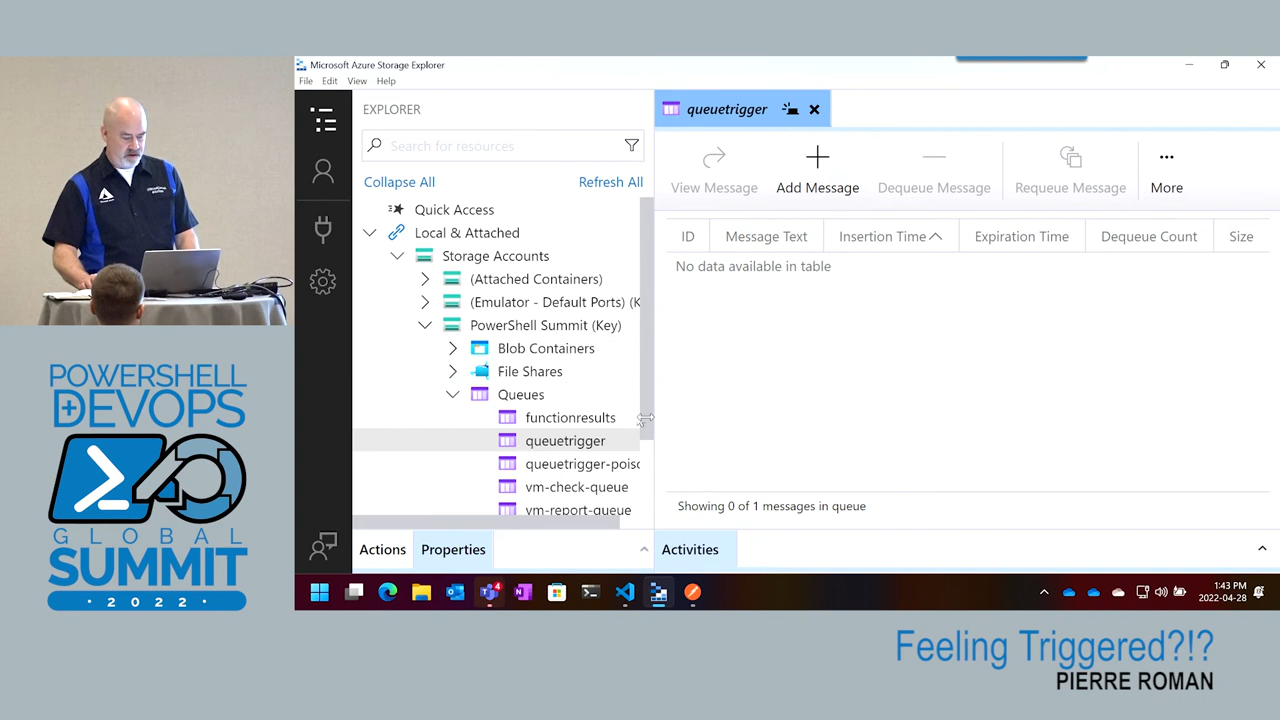 Microsoft Azure Storage Explorer
File Edit View Help
EXPLORER
Search for resources
Collapse All Refresh All
Quick Access
Local & Attached
Storage Accounts
(Attached Containers)
(Emulator - Default Ports) (K
PowerShell Summit (Key)
Blob Containers
File Shares
Queues
functionresults
queuetrigger
queuetrigger-poiso
vm-check-queue
vm-report-queue
Actions Properties
queuetrigger
View Message Add Message Dequeue Message Requeue Message More
ID Message Text Insertion Time Expiration Time Dequeue Count Size
No data available in table
Showing 0 of 1 messages in queue
Activities
4
1:43 PM
2022-04-28
POWERSHELL
DEVOPS
GLOBAL
SUMMIT
· 2022 ·
Feeling Triggered?!?
PIERRE ROMAN